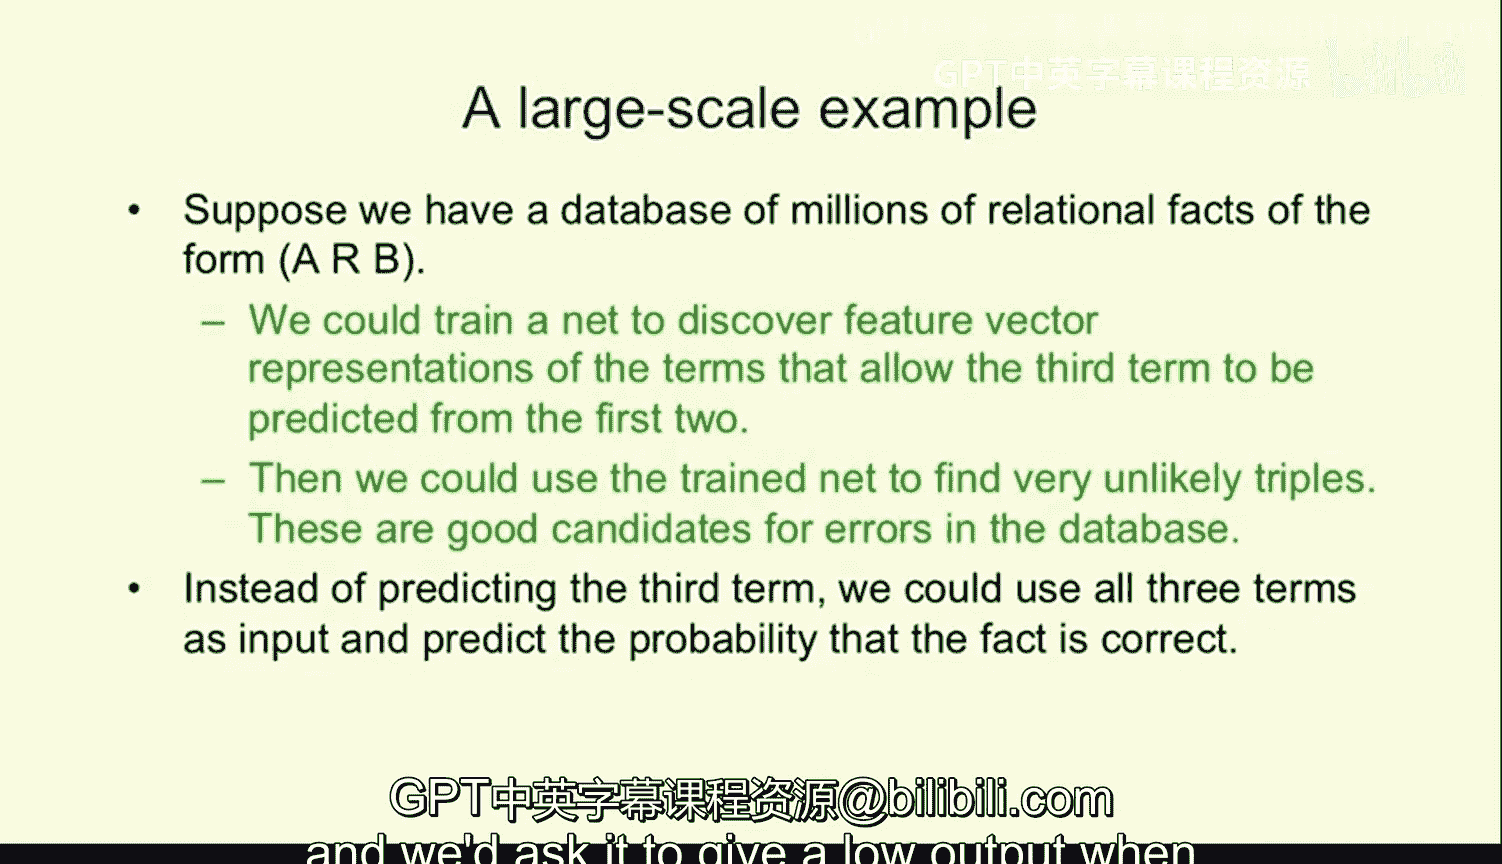 GPT中英字幕课程资源
A large-scale example
• Suppose we have a database of millions of relational facts of the
form (A R B).
– We could train a net to discover feature vector
representations of the terms that allow the third term to be
predicted from the first two.
– Then we could use the trained net to find very unlikely triples.
These are good candidates for errors in the database.
• Instead of predicting the third term, we could use all three terms
as input and predict the probability that the fact is correct.
GPT中英字幕课程资源@bilibili.com
and we'd ask it to give a low output when